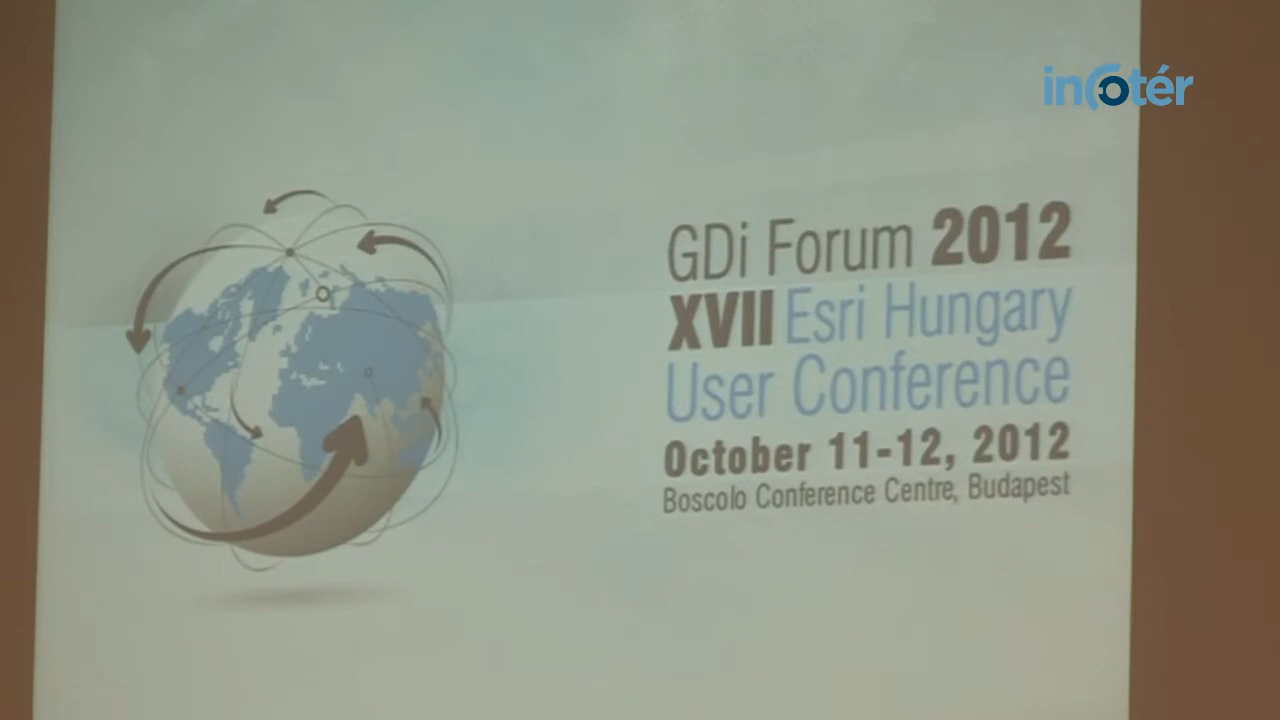 infotér
GDi Forum 2012
XVII Esri Hungary
User Conference
October 11-12, 2012
Boscolo Conference Centre, Budapest